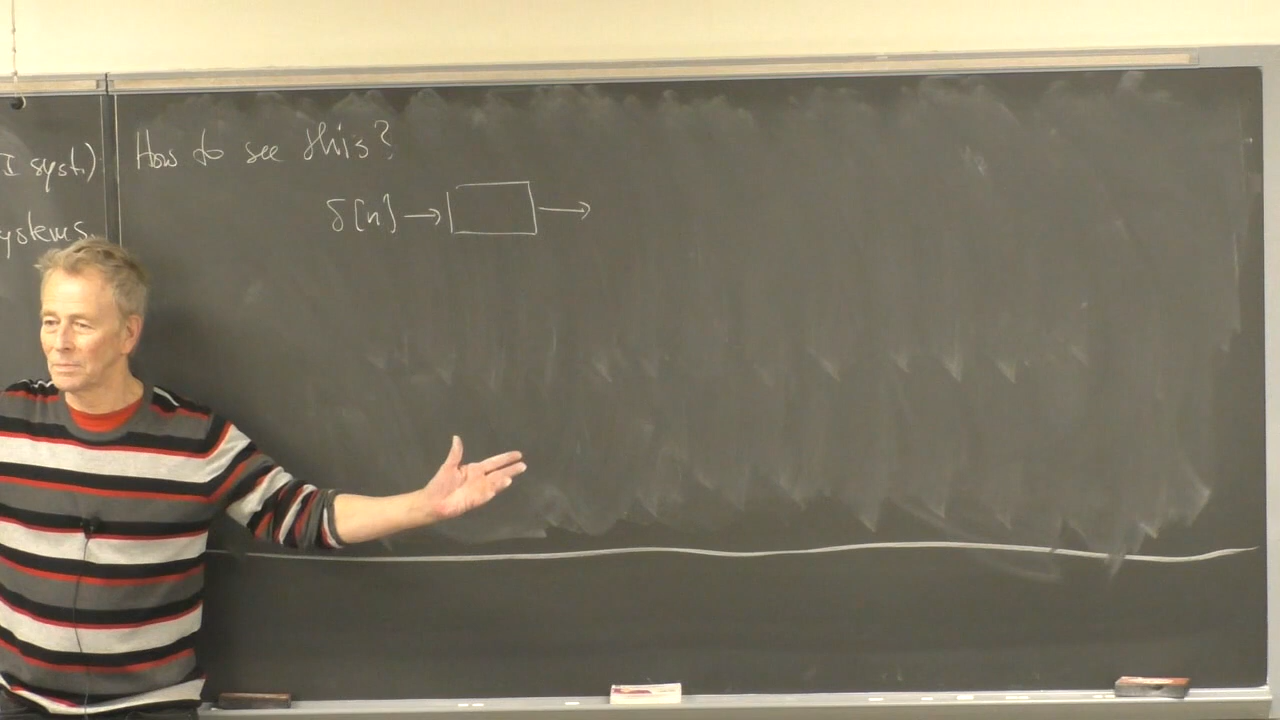 I syst.)
ystems.
How to see this?
δ[n] → →